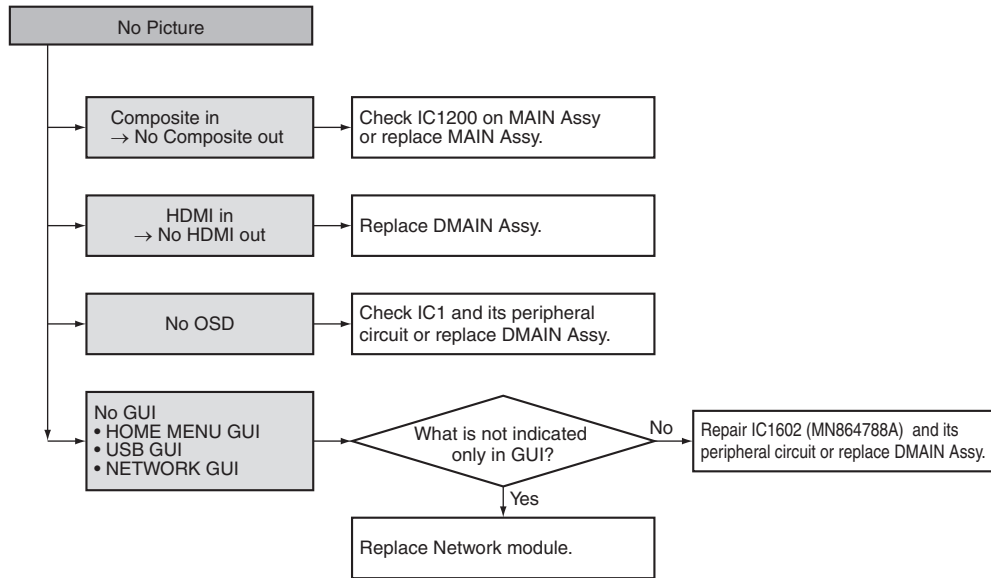 No Picture
Composite in
→ No Composite out
Check IC1200 on MAIN Assy
or replace MAIN Assy.
HDMI in
→ No HDMI out
Replace DMAIN Assy.
No OSD
Check IC1 and its peripheral
circuit or replace DMAIN Assy.
No GUI
• HOME MENU GUI
• USB GUI
• NETWORK GUI
What is not indicated
only in GUI?
No
Repair IC1602 (MN864788A) and its
peripheral circuit or replace DMAIN Assy.
Yes
Replace Network module.